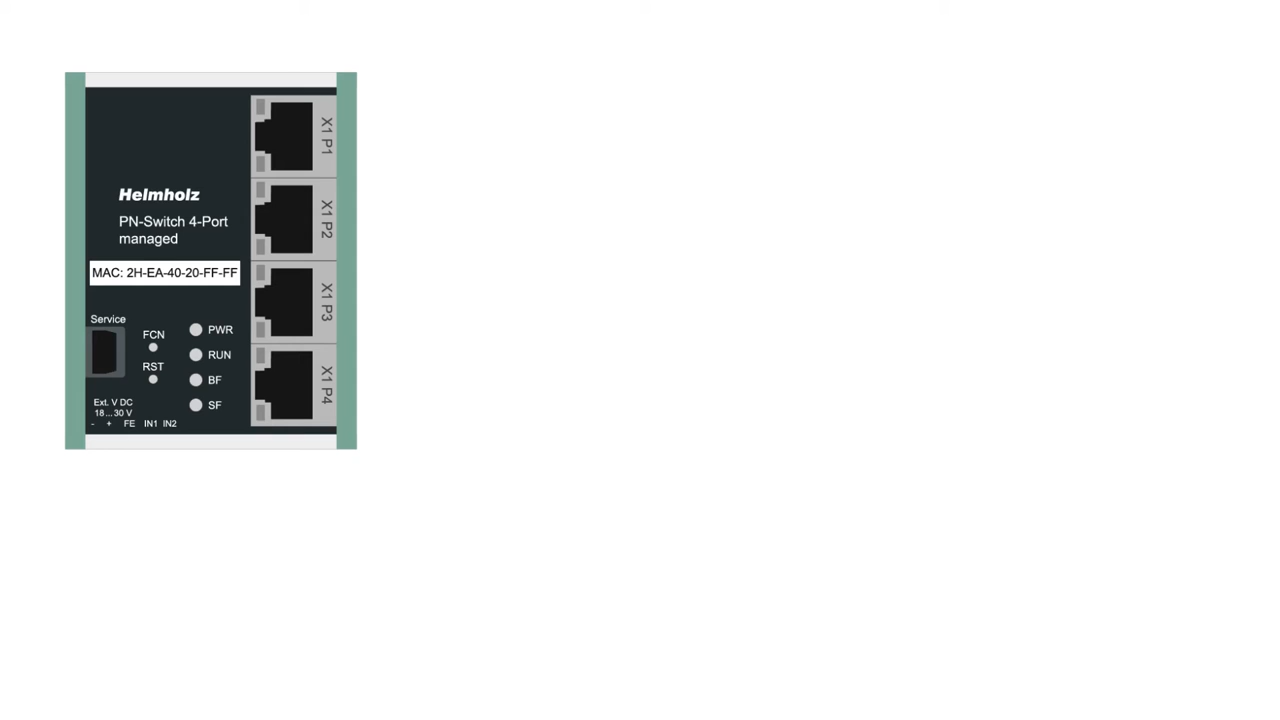 Helmholz
PN-Switch 4-Port
managed
MAC: 2H-EA-40-20-FF-FF
Service
FCN
RST
PWR
RUN
BF
SF
Ext. V DC
18...30 V
- + FE IN1 IN2
X1 P1
X1 P2
X1 P3
X1 P4